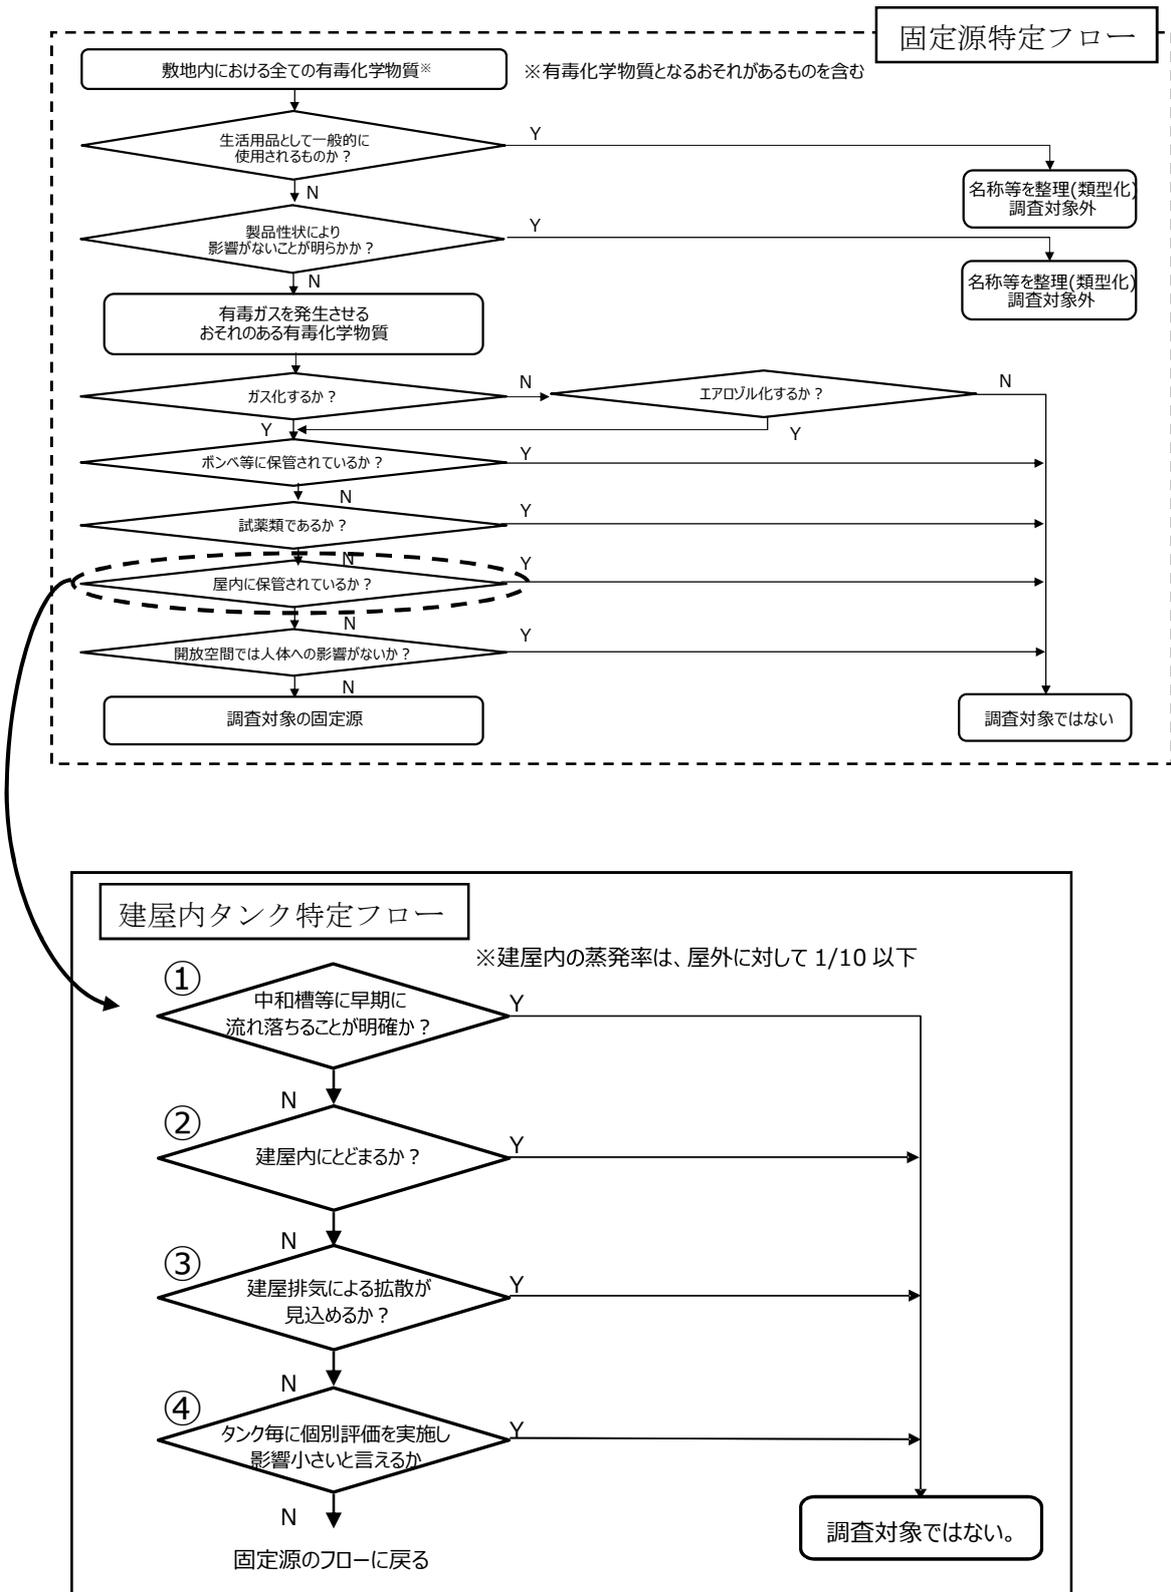 固定源特定フロー
敷地内における全ての有毒化学物質※
※有毒化学物質となるおそれがあるものを含む
生活用品として一般的に
使用されるものか？
Y
名称等を整理(類型化)
調査対象外
N
製品性状により
影響がないことが明らかか？
Y
名称等を整理(類型化)
調査対象外
N
有毒ガスを発生させる
おそれのある有毒化学物質
ガス化するか？
N
エアロゾル化するか？
N
Y
Y
ボンベ等に保管されているか？
Y
N
試薬類であるか？
Y
N
屋内に保管されているか？
Y
N
開放空間では人体への影響がないか？
Y
N
調査対象の固定源
調査対象ではない
建屋内タンク特定フロー
※建屋内の蒸発率は、屋外に対して 1/10 以下
①
中和槽等に早期に
流れ落ちることが明確か？
Y
N
②
建屋内にとどまるか？
Y
N
③
建屋排気による拡散が
見込めるか？
Y
N
④
タンク毎に個別評価を実施し
影響小さいと言えるか
Y
N
固定源のフローに戻る
調査対象ではない。